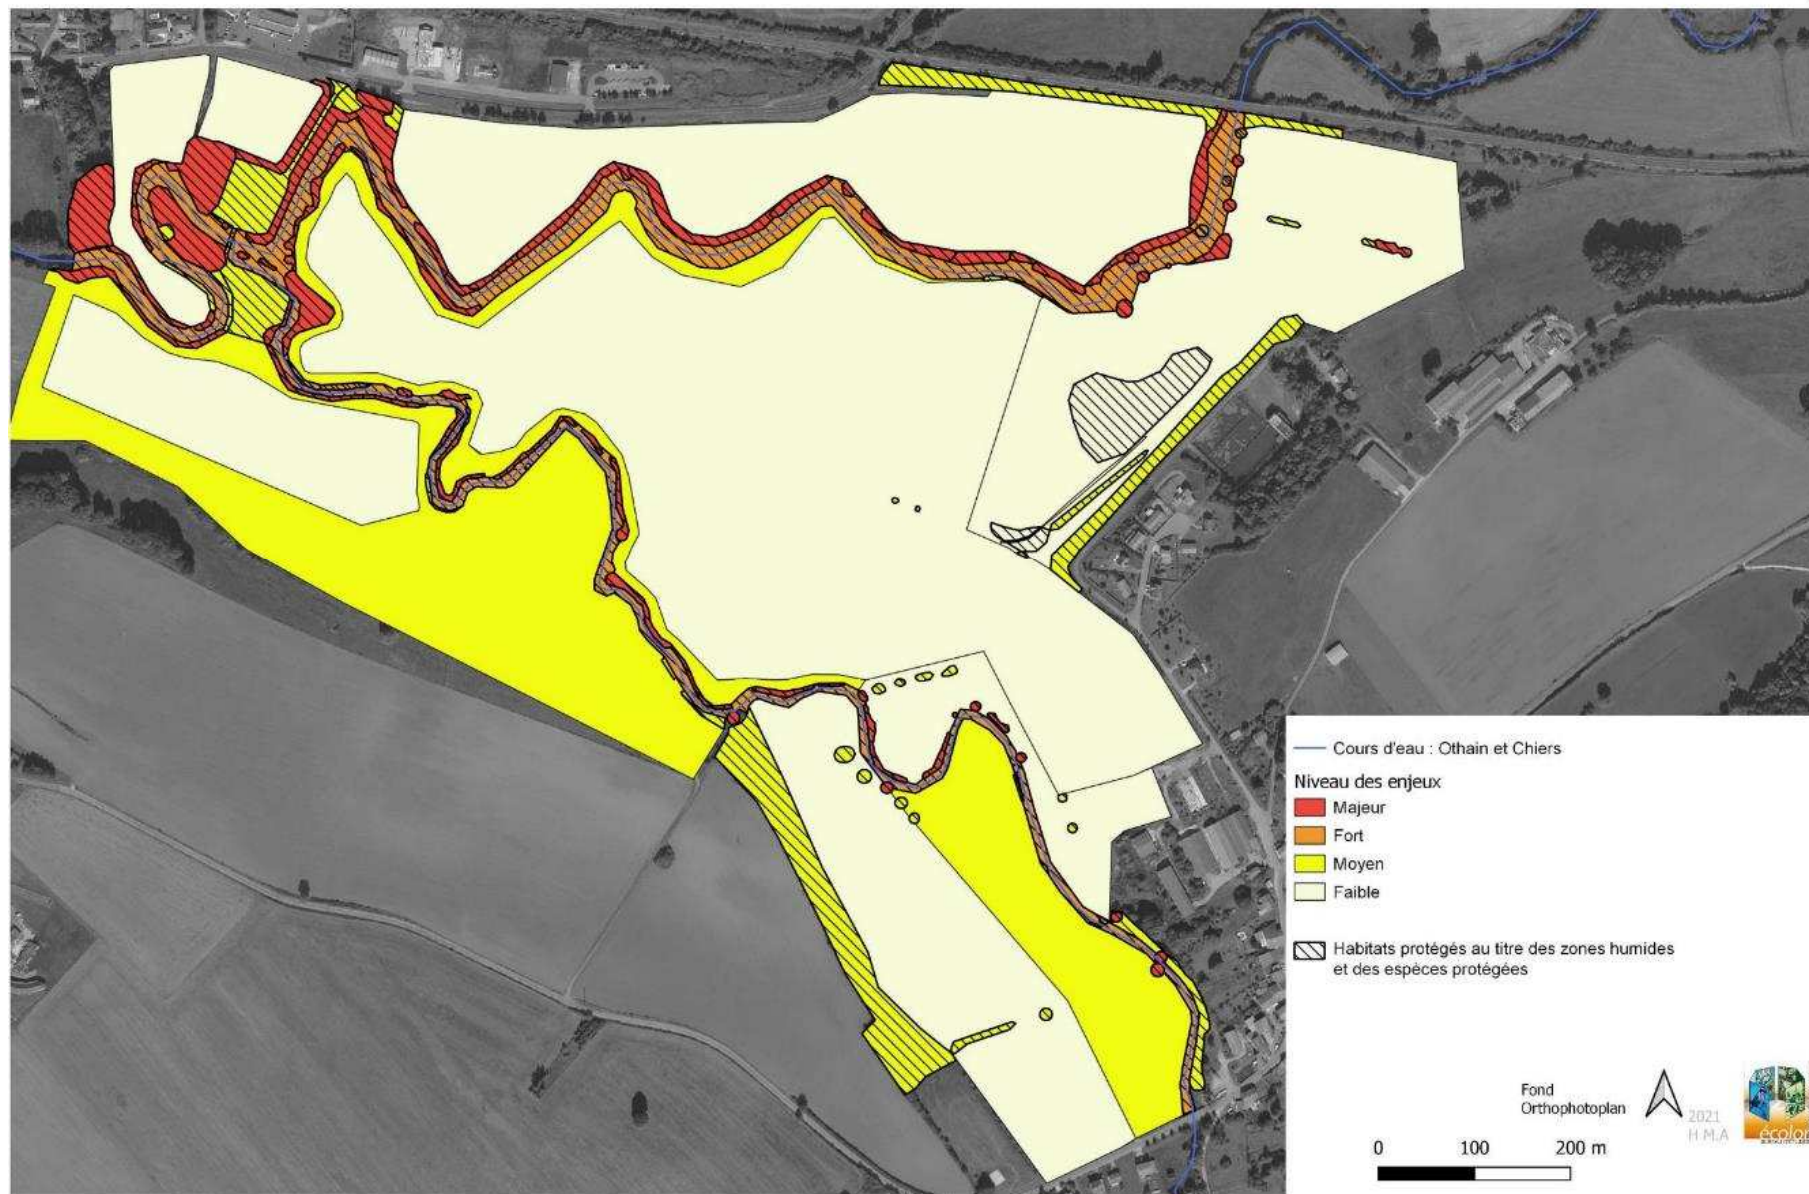 Cours d'eau : Othain et Chiers
Niveau des enjeux
Majeur
Fort
Moyen
Faible
Habitats protégés au titre des zones humides
et des espèces protégées
Fond
Orthophotoplan
2021
H M.A
écolor
0 100 200 m